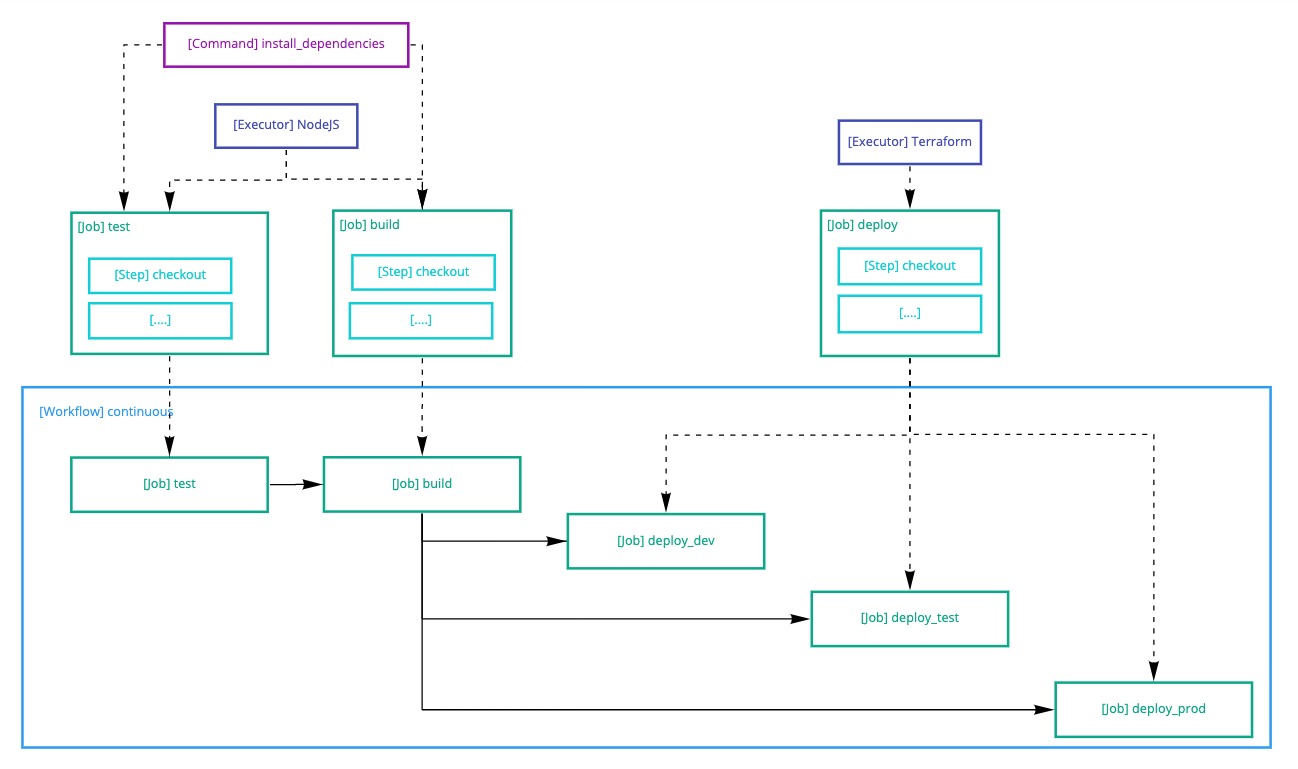 [Command] install_dependencies
[Executor] NodeJS
[Executor] Terraform
[Job] test
[Step] checkout
[....]
[Job] build
[Step] checkout
[....]
[Job] deploy
[Step] checkout
[....]
[Workflow] continuous
[Job] test
[Job] build
[Job] deploy_dev
[Job] deploy_test
[Job] deploy_prod